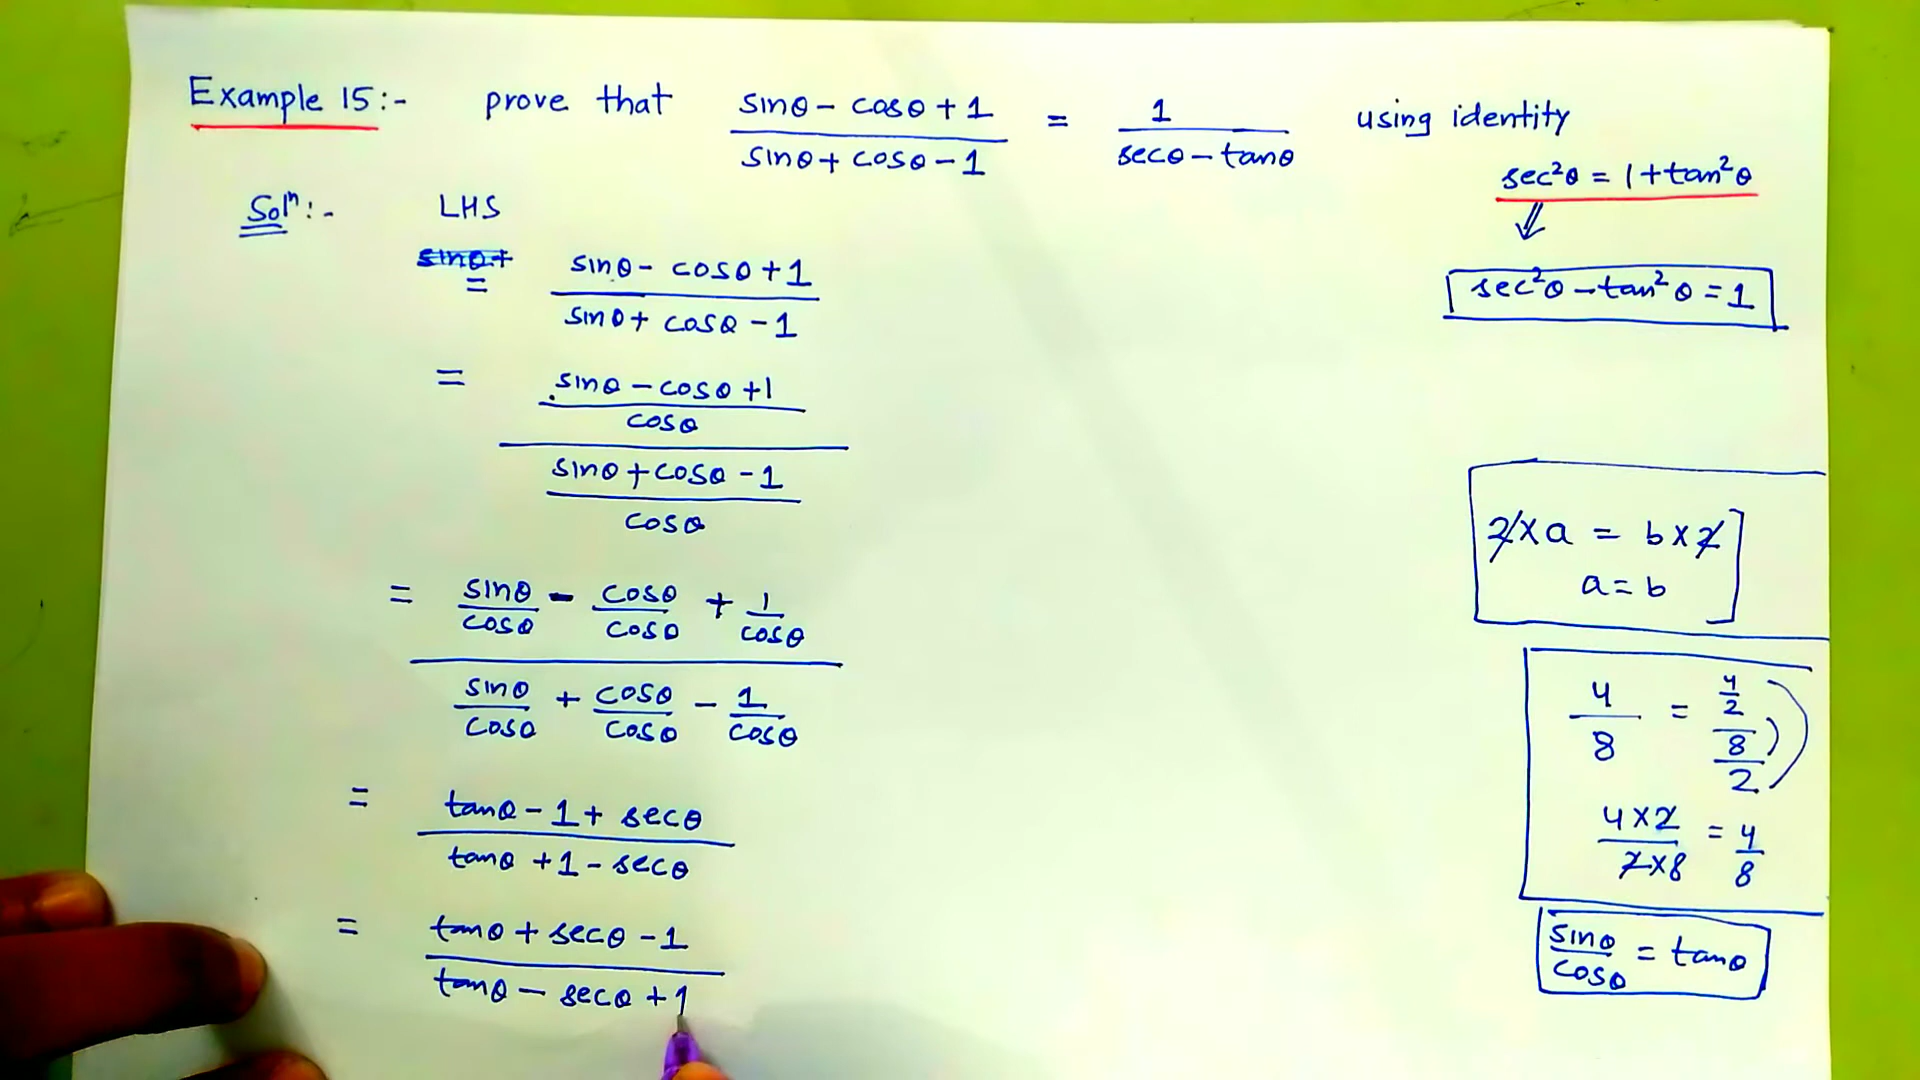 Example 15:- prove that sinθ - cosθ + 1 / sinθ + cosθ - 1 = 1 / secθ - tanθ using identity
sec²θ = 1 + tan²θ
⇓
sec²θ - tan²θ = 1
Solⁿ:- LHS
sinθ+
= sinθ - cosθ + 1 / sinθ + cosθ - 1
= sinθ - cosθ + 1 / cosθ / sinθ + cosθ - 1 / cosθ
= sinθ/cosθ - cosθ/cosθ + 1/cosθ / sinθ/cosθ + cosθ/cosθ - 1/cosθ
= tanθ - 1 + secθ / tanθ + 1 - secθ
= tanθ + secθ - 1 / tanθ - secθ + 1
2 × a = b × 2
a = b
4/8 = 4/2 / 8/2
4 × 2 / 2 × 8 = 4/8
sinθ/cosθ = tanθ